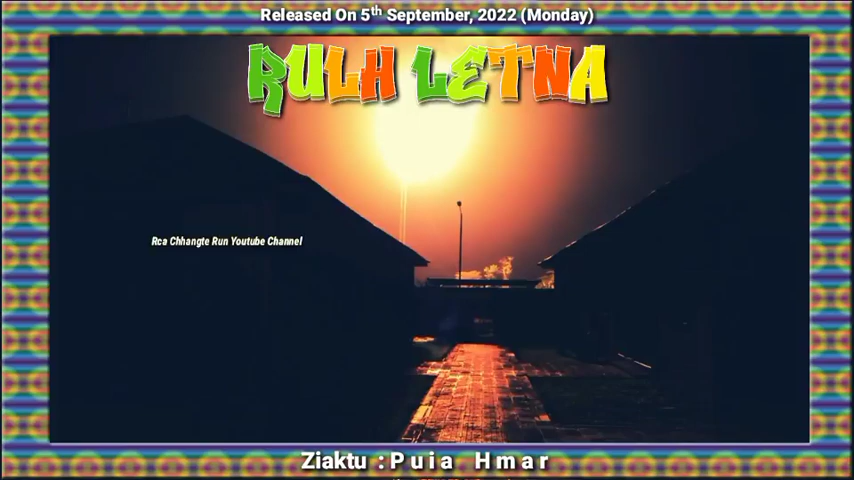 Released On 5th September, 2022 (Monday)
RULH LETNA
Rca Chhangte Run Youtube Channel
Ziaktu : Puia Hmar